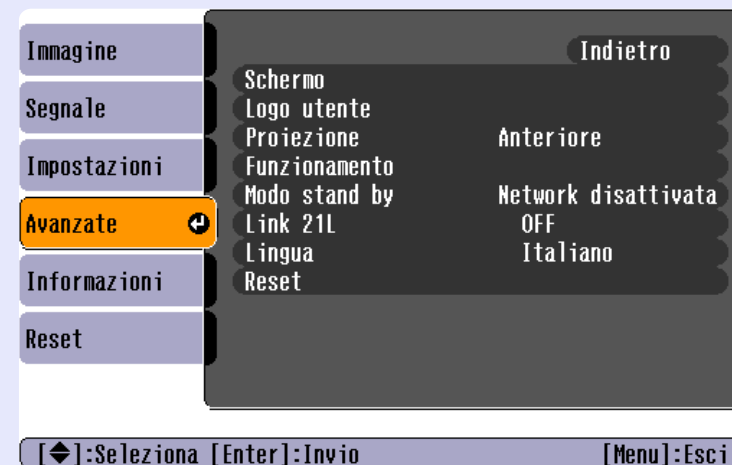 Immagine
Segnale
Impostazioni
Avanzate
Informazioni
Reset
Indietro
Schermo
Logo utente
Proiezione Anteriore
Funzionamento
Modo stand by Network disattivata
Link 21L OFF
Lingua Italiano
Reset
[◆]:Seleziona [Enter]:Invio [Menu]:Esci